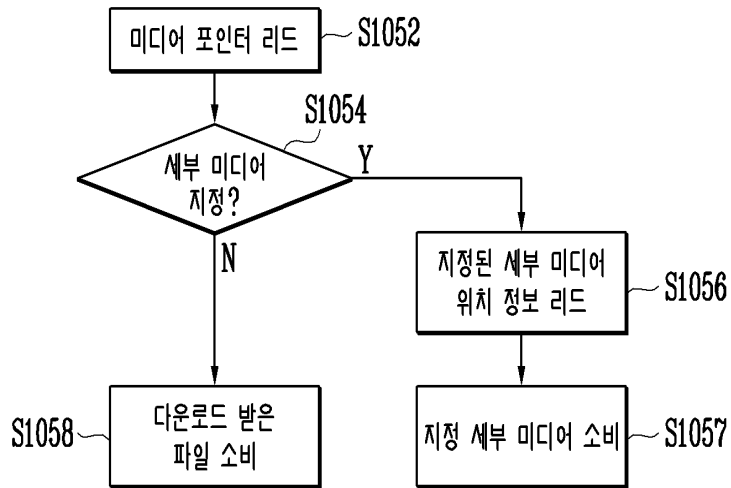 미디어 포인터 리드
S1052
S1054
세부 미디어
지정?
Y
N
지정된 세부 미디어
위치 정보 리드
S1056
다운로드 받은
파일 소비
S1058
지정 세부 미디어 소비
S1057